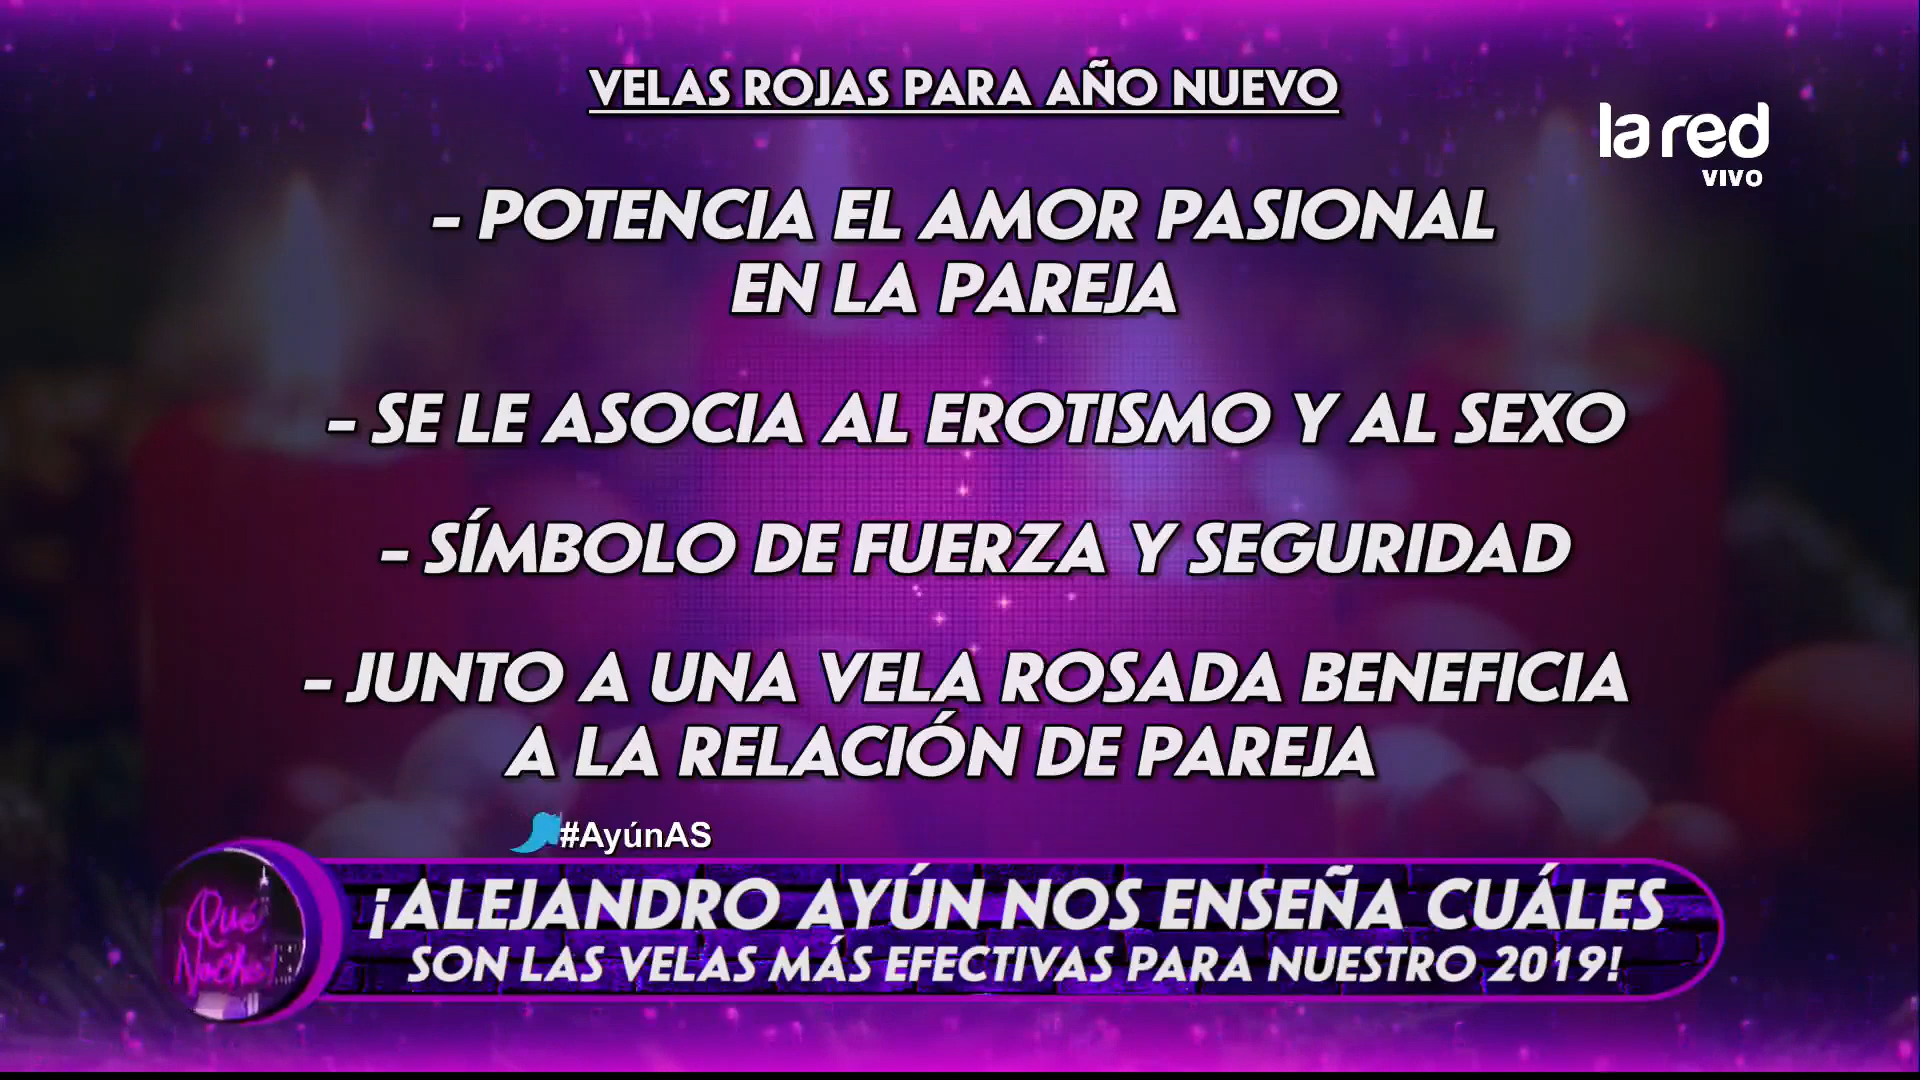 VELAS ROJAS PARA AÑO NUEVO
la red
VIVO
- POTENCIA EL AMOR PASIONAL
EN LA PAREJA
- SE LE ASOCIA AL EROTISMO Y AL SEXO
- SÍMBOLO DE FUERZA Y SEGURIDAD
- JUNTO A UNA VELA ROSADA BENEFICIA
A LA RELACIÓN DE PAREJA
#AyúnAS
Qué
Noche!
¡ALEJANDRO AYÚN NOS ENSEÑA CUÁLES
SON LAS VELAS MÁS EFECTIVAS PARA NUESTRO 2019!